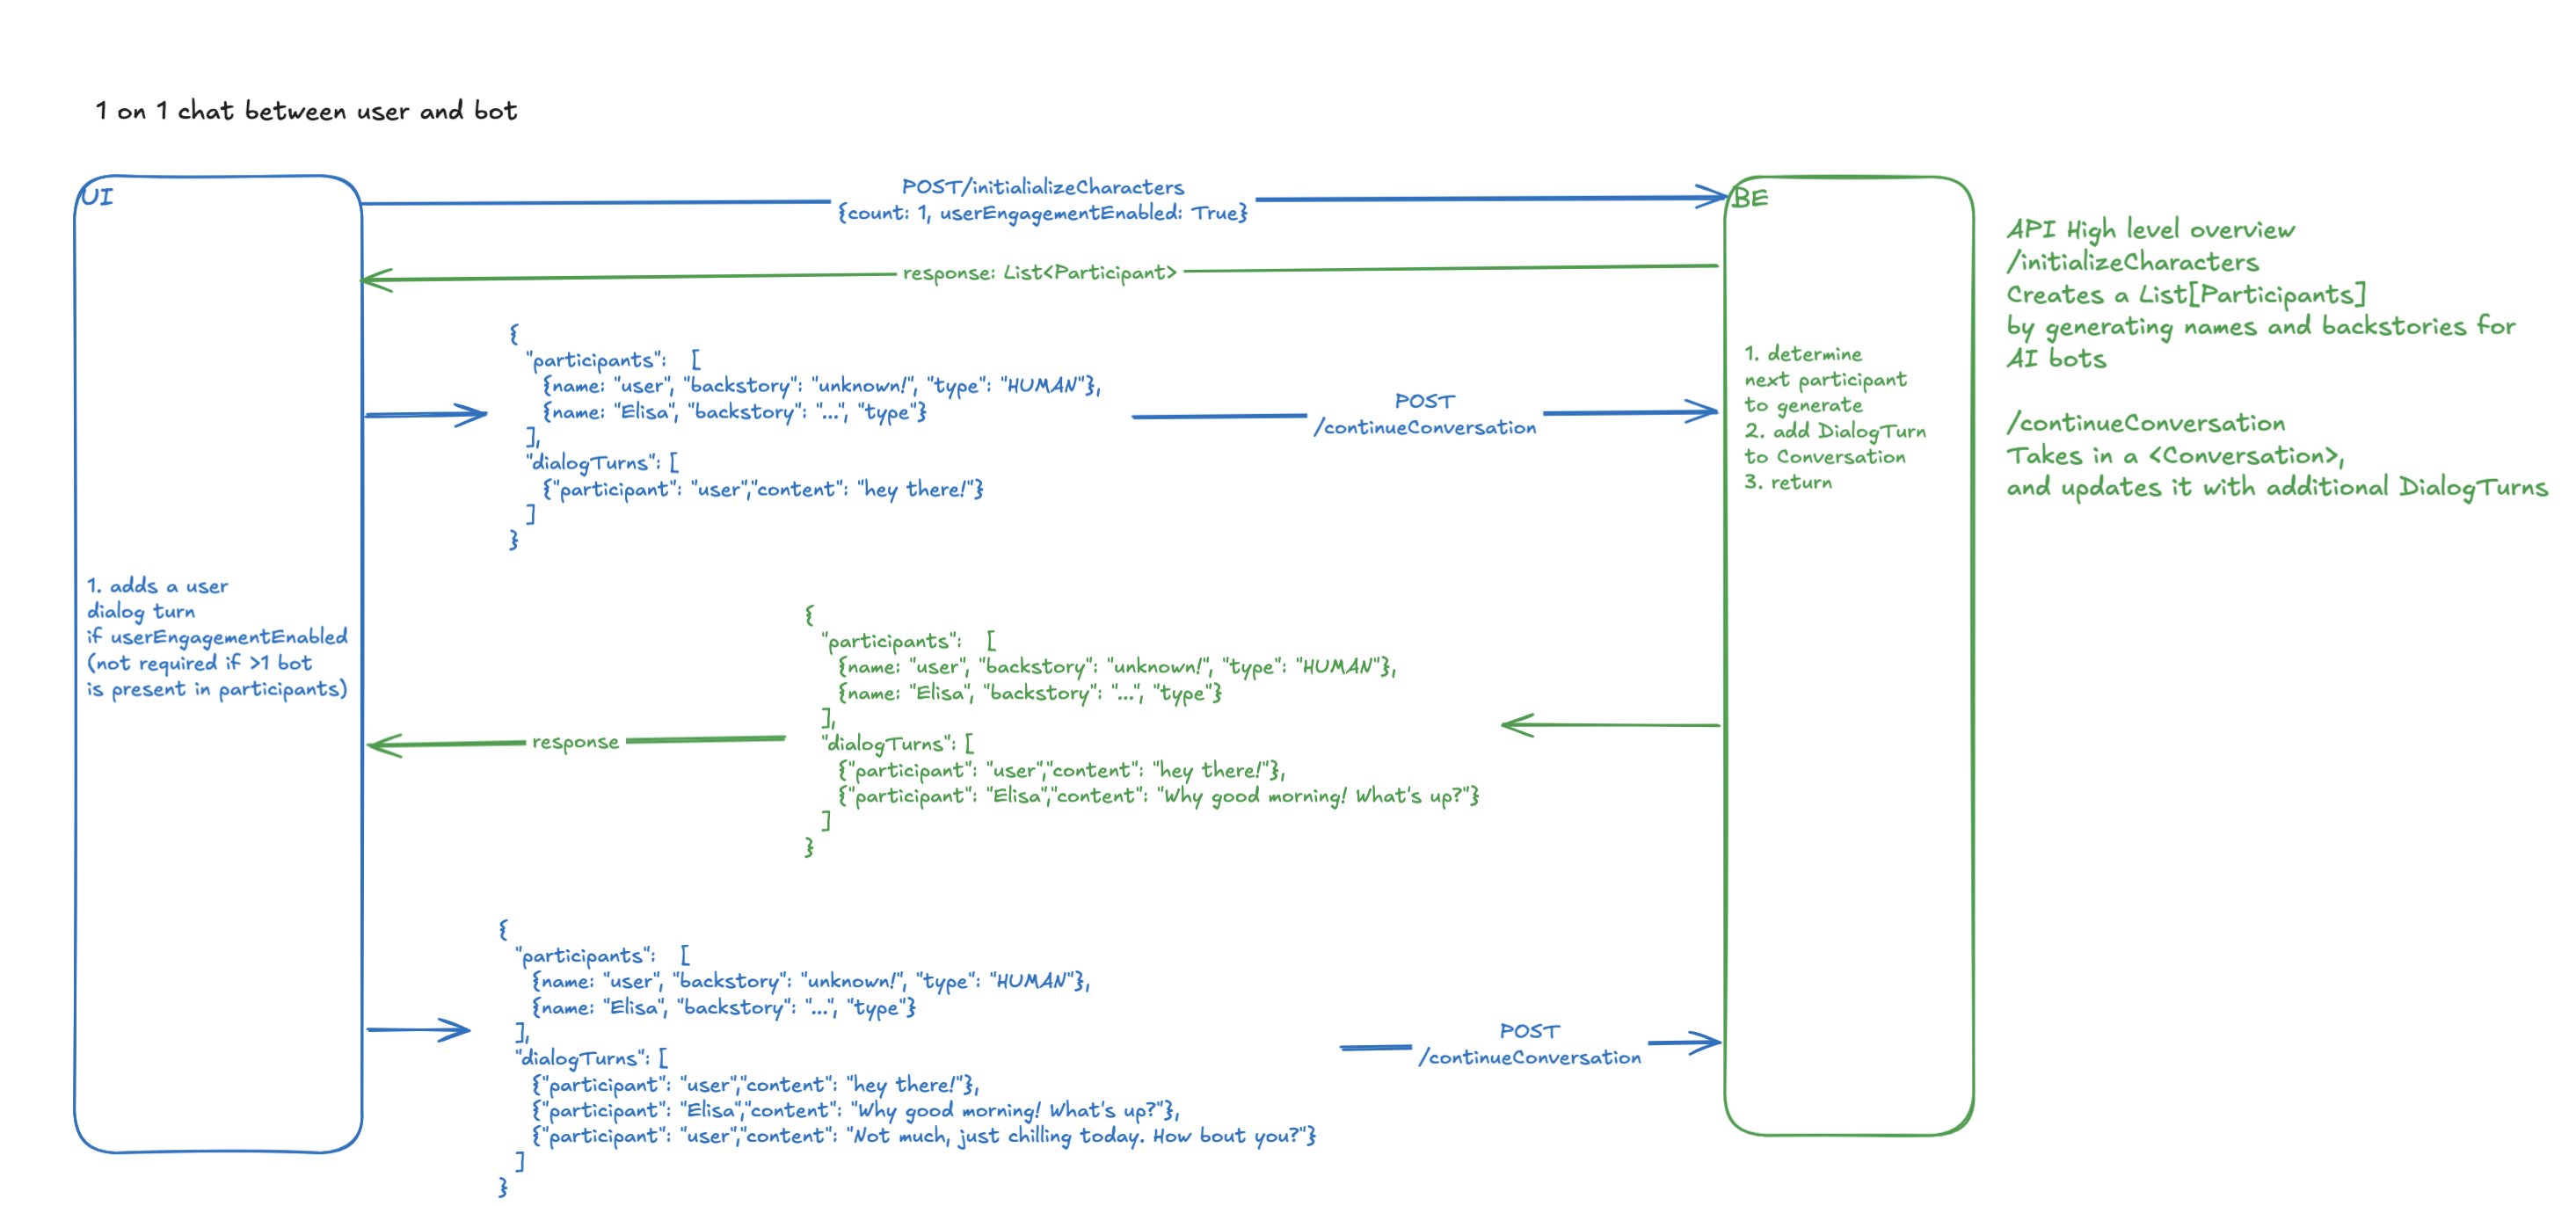 1 on 1 chat between user and bot
UI
POST/initialializeCharacters
{count: 1, userEngagementEnabled: True}
BE
response: List<Participant>
API High level overview
/initializeCharacters
Creates a List[Participants]
by generating names and backstories for
AI bots
/continueConversation
Takes in a <Conversation>,
and updates it with additional DialogTurns
{
"participants": [
{name: "user", "backstory": "unknown!", "type": "HUMAN"},
{name: "Elisa", "backstory": "...", "type"}
],
"dialogTurns": [
{"participant": "user","content": "hey there!"}
]
}
POST
/continueConversation
1. determine
next participant
to generate
2. add DialogTurn
to Conversation
3. return
1. adds a user
dialog turn
if userEngagementEnabled
(not required if >1 bot
is present in participants)
{
"participants": [
{name: "user", "backstory": "unknown!", "type": "HUMAN"},
{name: "Elisa", "backstory": "...", "type"}
],
"dialogTurns": [
{"participant": "user","content": "hey there!"},
{"participant": "Elisa","content": "Why good morning! What's up?"}
]
}
response
{
"participants": [
{name: "user", "backstory": "unknown!", "type": "HUMAN"},
{name: "Elisa", "backstory": "...", "type"}
],
"dialogTurns": [
{"participant": "user","content": "hey there!"},
{"participant": "Elisa","content": "Why good morning! What's up?"},
{"participant": "user","content": "Not much, just chilling today. How bout you?"}
]
}
POST
/continueConversation